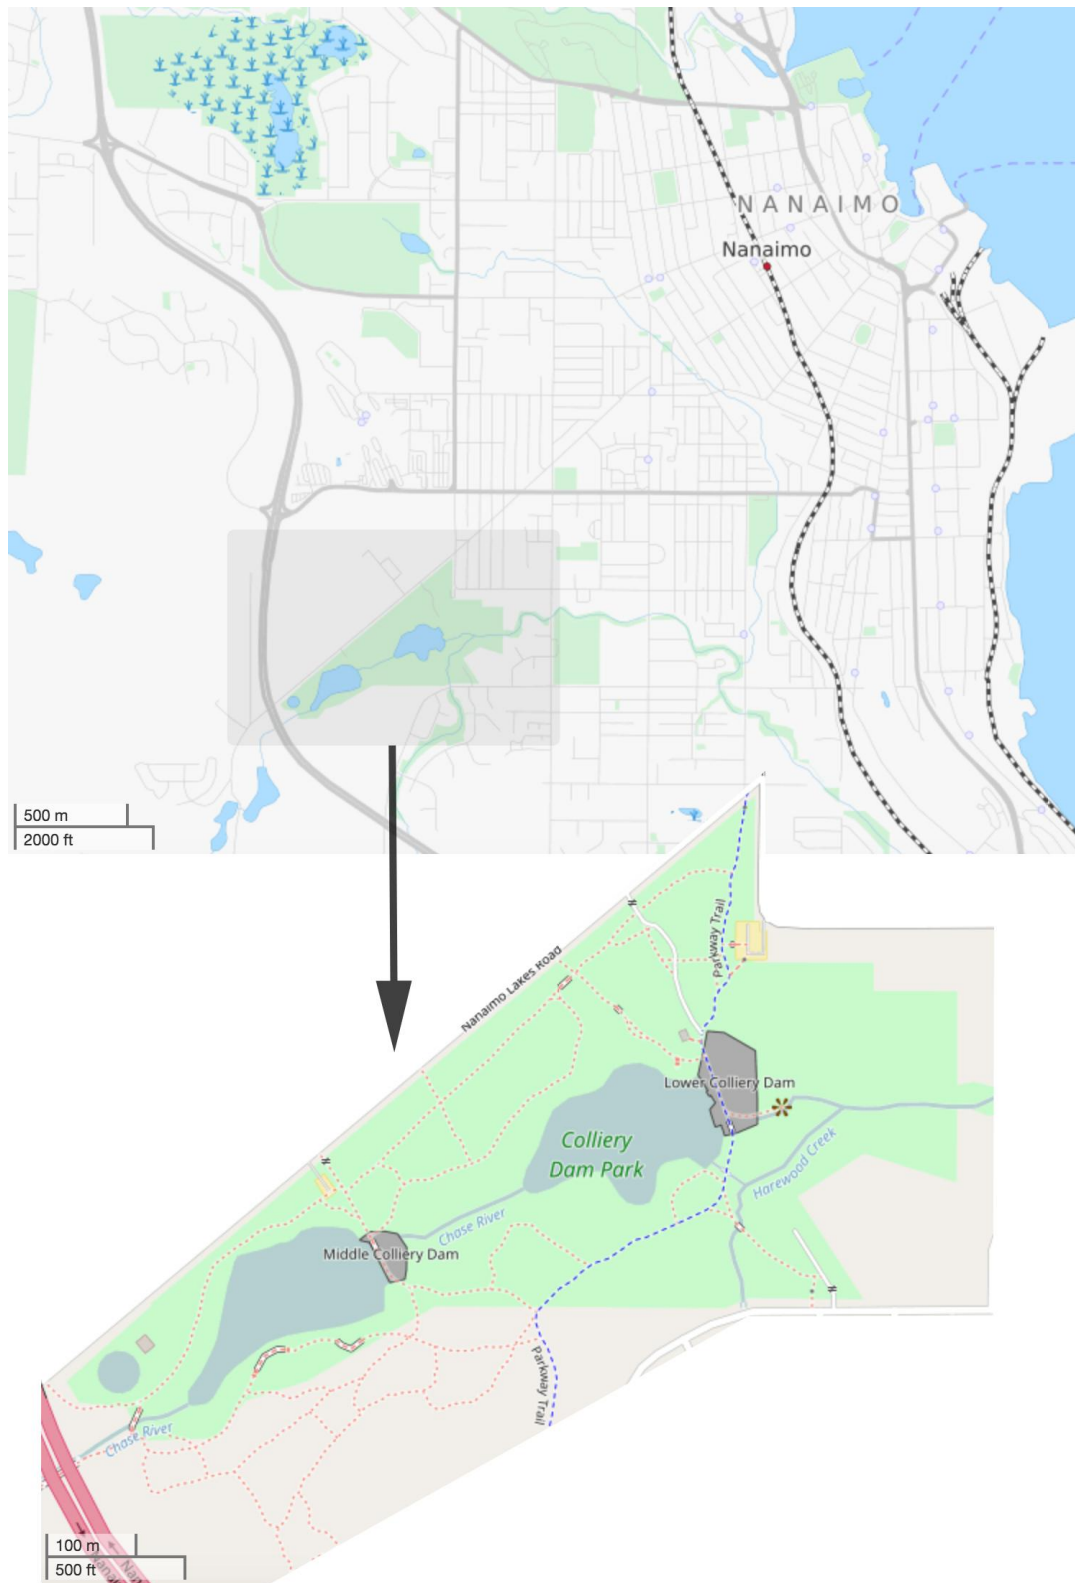 NANAIMO
Nanaimo
500 m
2000 ft
Parkway Trail
Nanaimo Lakes Road
Lower Colliery Dam
Colliery
Dam Park
Harewood Creek
Chase River
Middle Colliery Dam
Parkway Trail
Chase River
100 m
500 ft